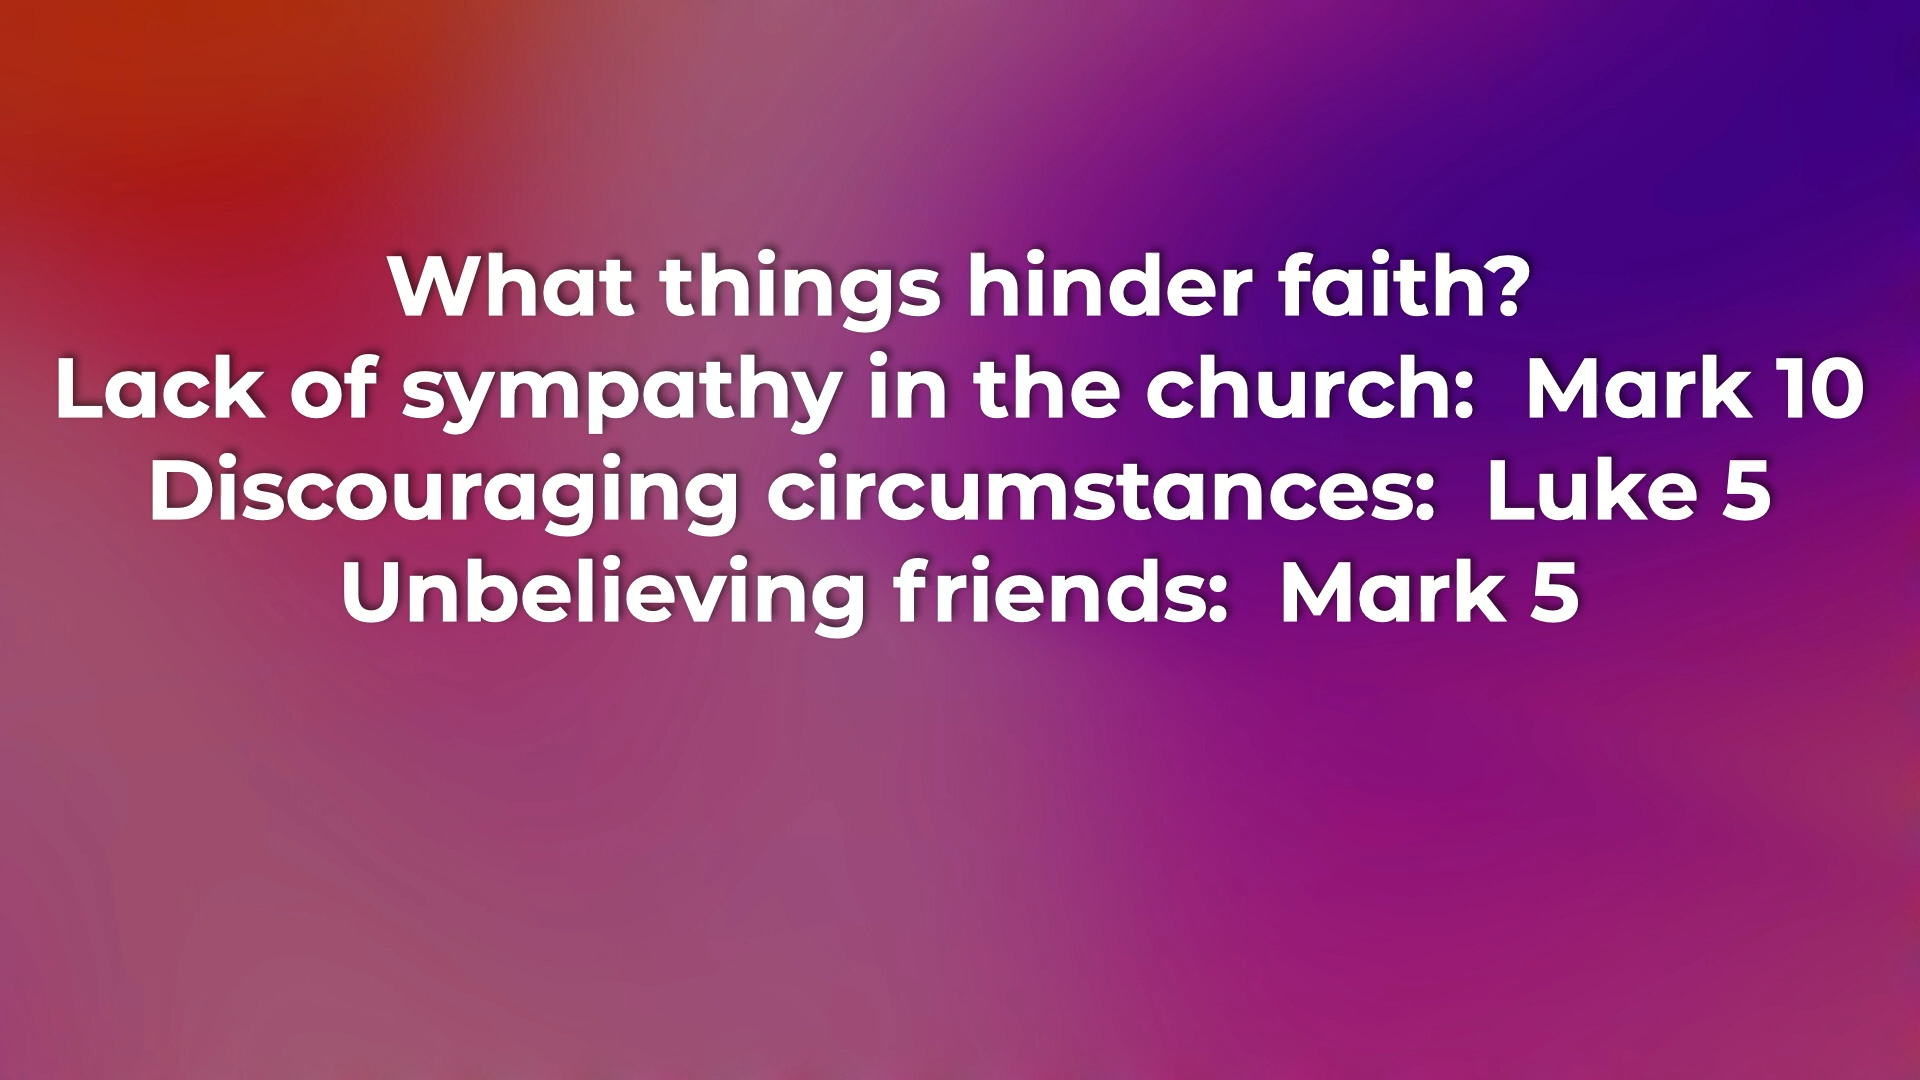 What things hinder faith?
Lack of sympathy in the church:  Mark 10
Discouraging circumstances:  Luke 5
Unbelieving friends:  Mark 5